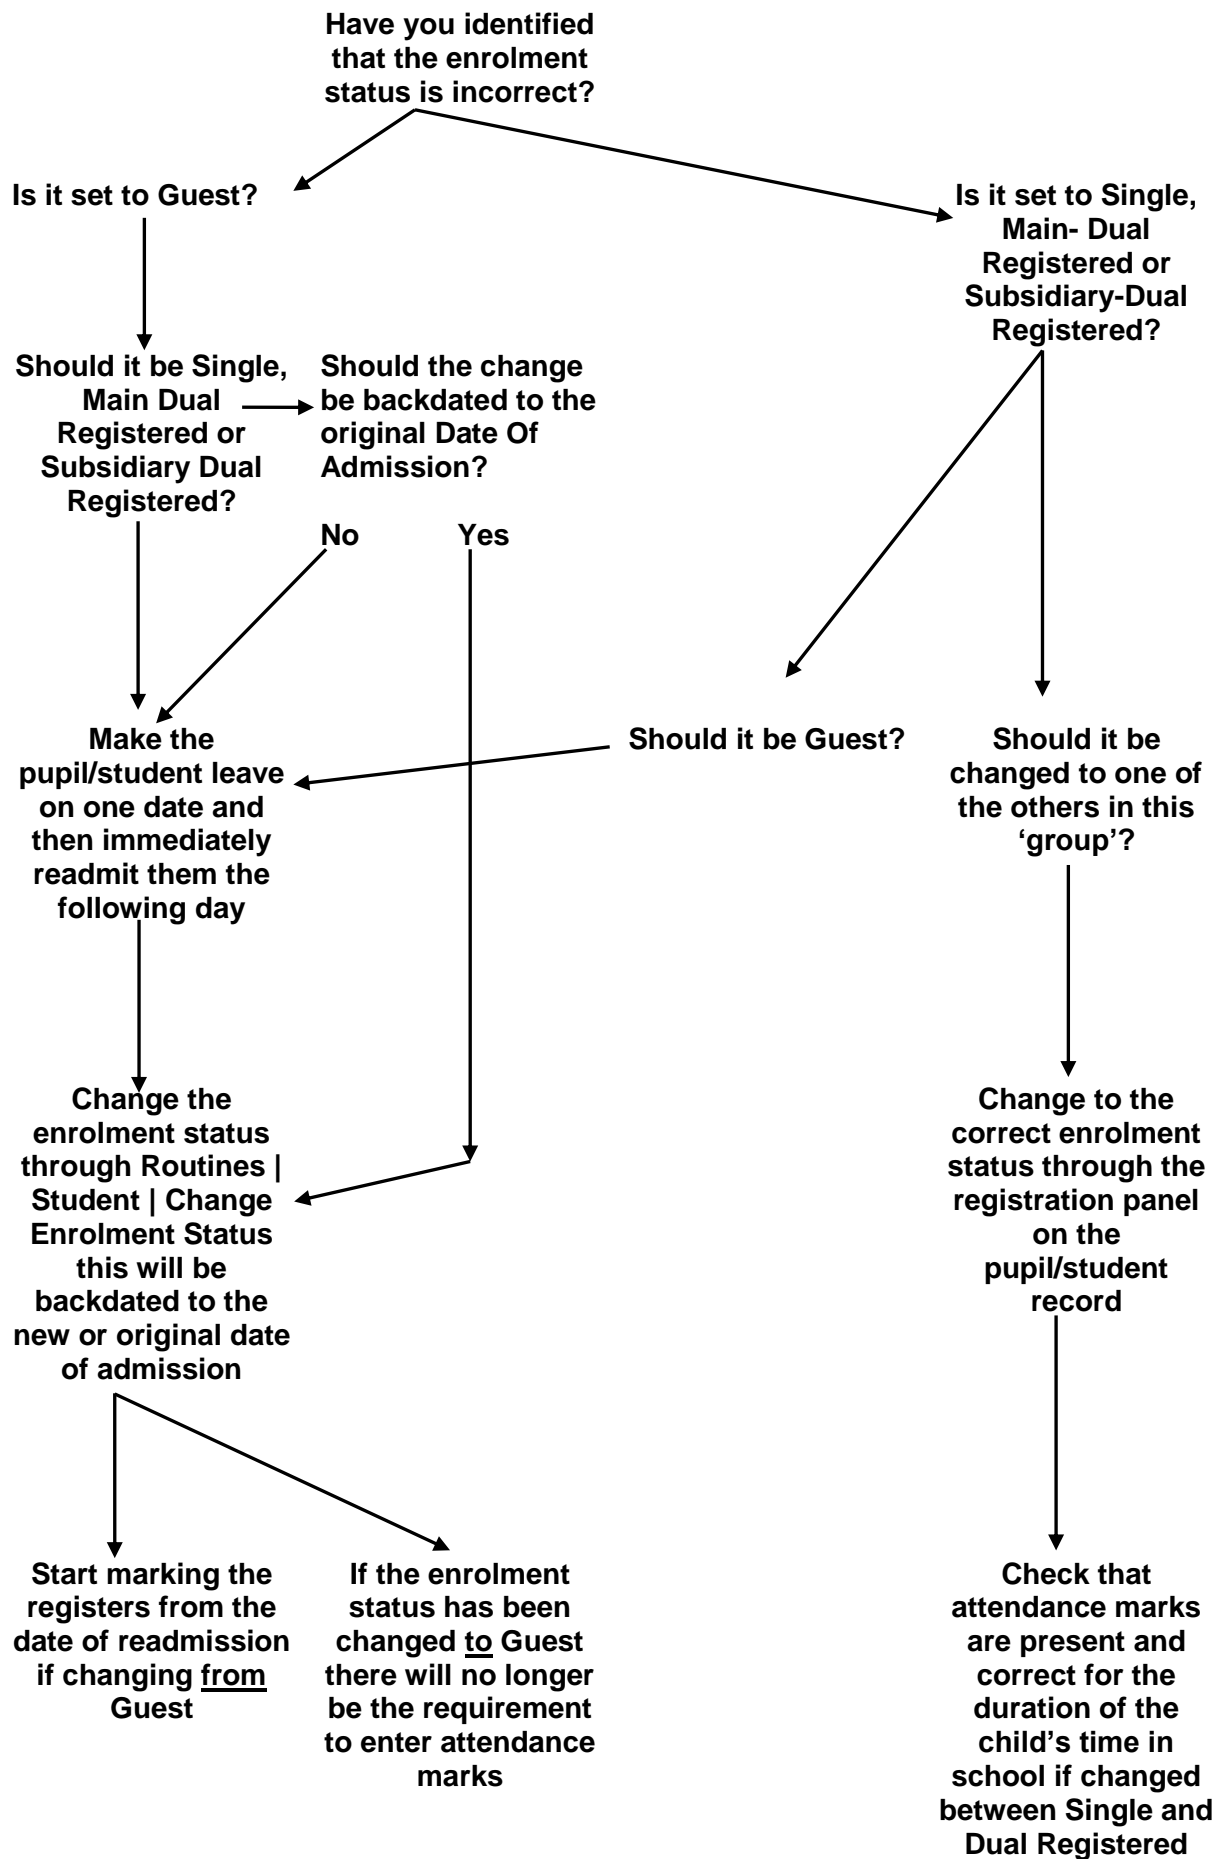 Have you identified
that the enrolment
status is incorrect?
Is it set to Guest?
Is it set to Single,
Main- Dual
Registered or
Subsidiary-Dual
Registered?
Should it be Single,
Main Dual
Registered or
Subsidiary Dual
Registered?
Should the change
be backdated to the
original Date Of
Admission?
No
Yes
Make the
pupil/student leave
on one date and
then immediately
readmit them the
following day
Should it be Guest?
Should it be
changed to one of
the others in this
‘group’?
Change the
enrolment status
through Routines |
Student | Change
Enrolment Status
this will be
backdated to the
new or original date
of admission
Change to the
correct enrolment
status through the
registration panel
on the
pupil/student
record
Start marking the
registers from the
date of readmission
if changing from
Guest
If the enrolment
status has been
changed to Guest
there will no longer
be the requirement
to enter attendance
marks
Check that
attendance marks
are present and
correct for the
duration of the
child’s time in
school if changed
between Single and
Dual Registered